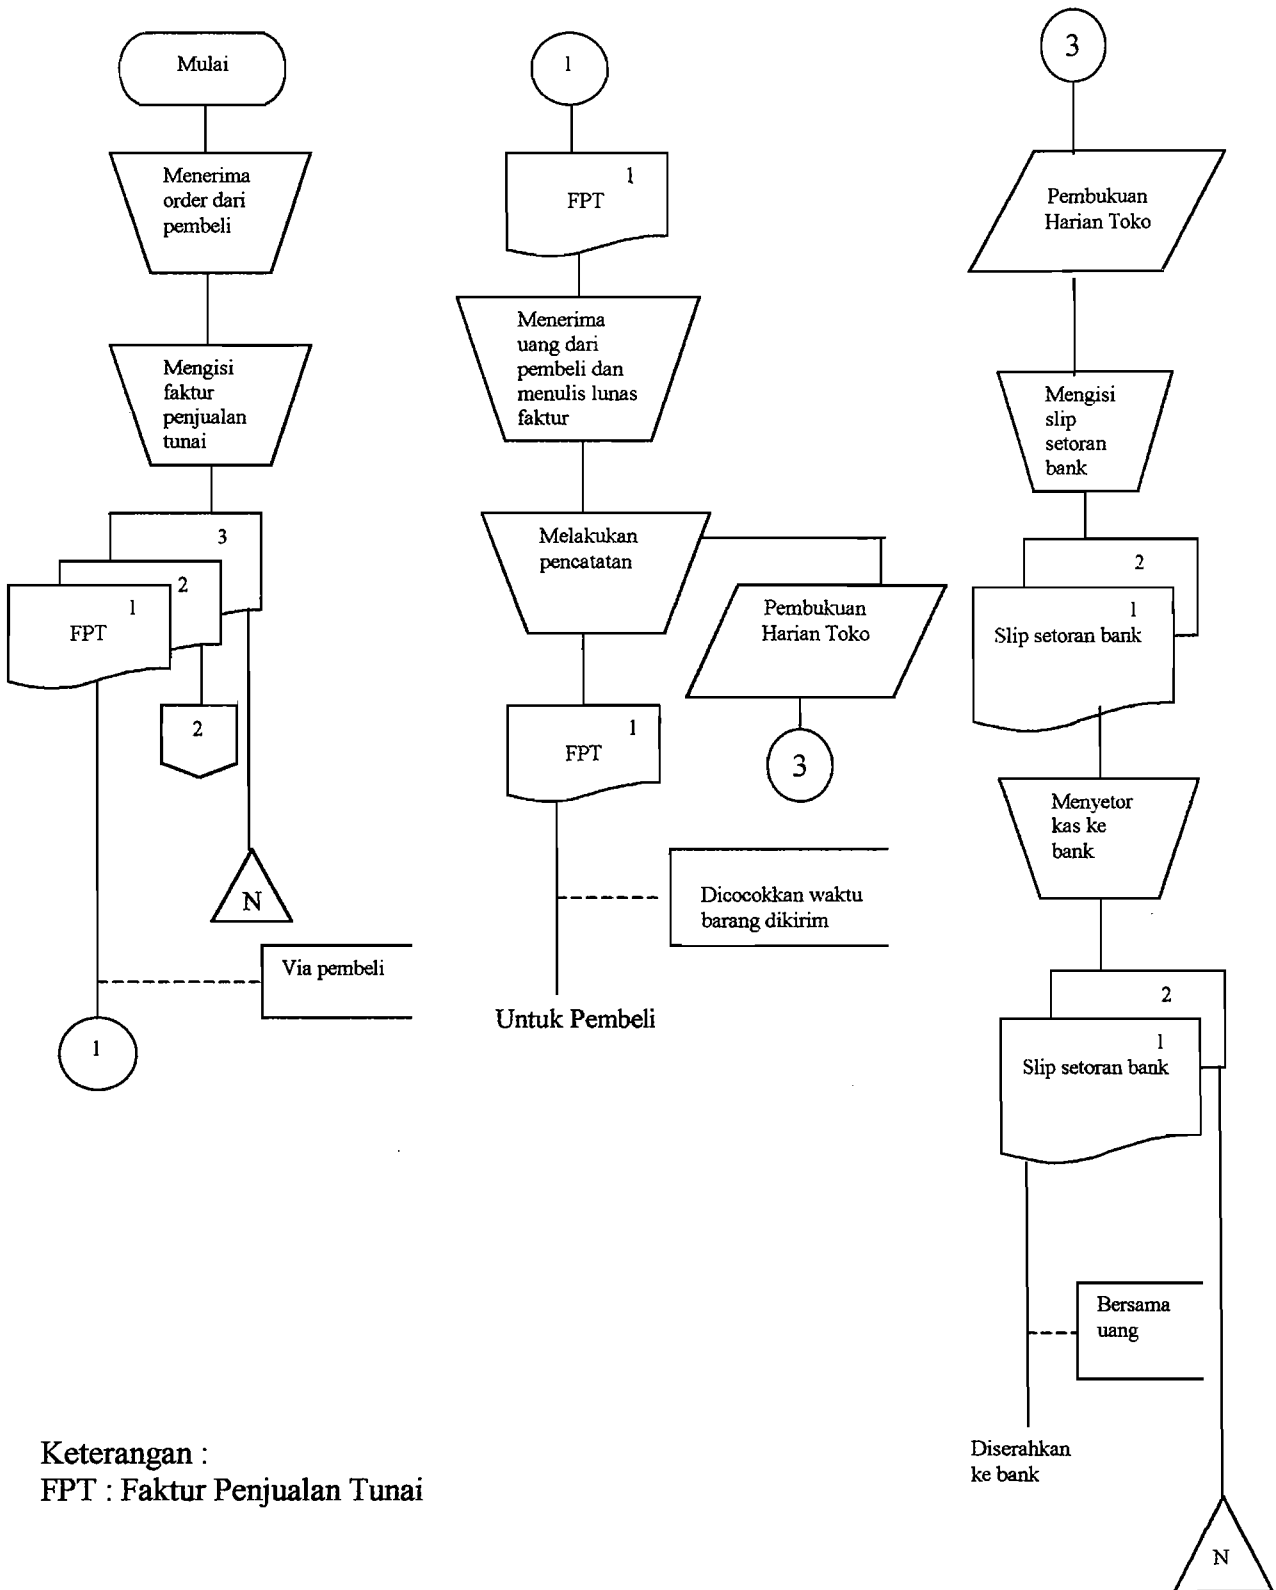 Mulai
Menerima
order dari
pembeli
Mengisi
faktur
penjualan
tunai
3
2
1
FPT
2
N
Via pembeli
1
1
1
FPT
Menerima
uang dari
pembeli dan
menulis lunas
faktur
Melakukan
pencatatan
Pembukuan
Harian Toko
3
1
FPT
Dicocokkan waktu
barang dikirim
Untuk Pembeli
3
Pembukuan
Harian Toko
Mengisi
slip
setoran
bank
2
1
Slip setoran bank
Menyetor
kas ke
bank
2
1
Slip setoran bank
Bersama
uang
Diserahkan
ke bank
N
Keterangan :
FPT : Faktur Penjualan Tunai